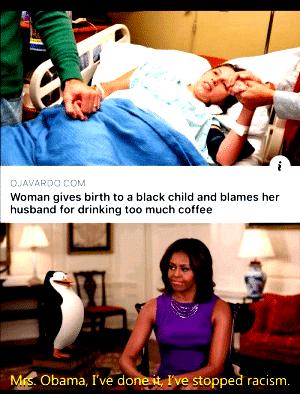 i
OJAVARDO.COM
Woman gives birth to a black child and blames her
husband for drinking too much coffee
Mrs. Obama, I've done it, I've stopped racism.